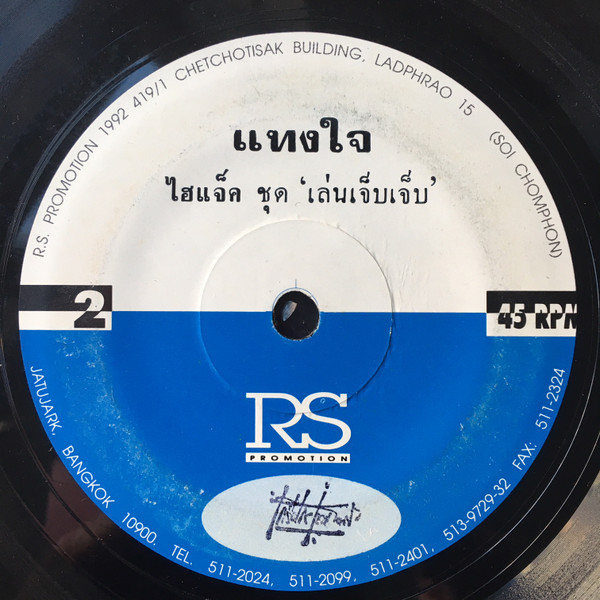 R.S. PROMOTION 1992 419/1 CHETCHOTISAK BUILDING, LADPHRAO 15 (SOI CHOMPHON)
แทงใจ
ไฮแจ็ค ชุด 'เล่นเจ็บเจ็บ'
2
45 RPM
RS
PROMOTION
JATUJARK, BANGKOK 10900. TEL. 511-2024, 511-2099, 511-2401, 513-9729-32 FAX: 511-2324